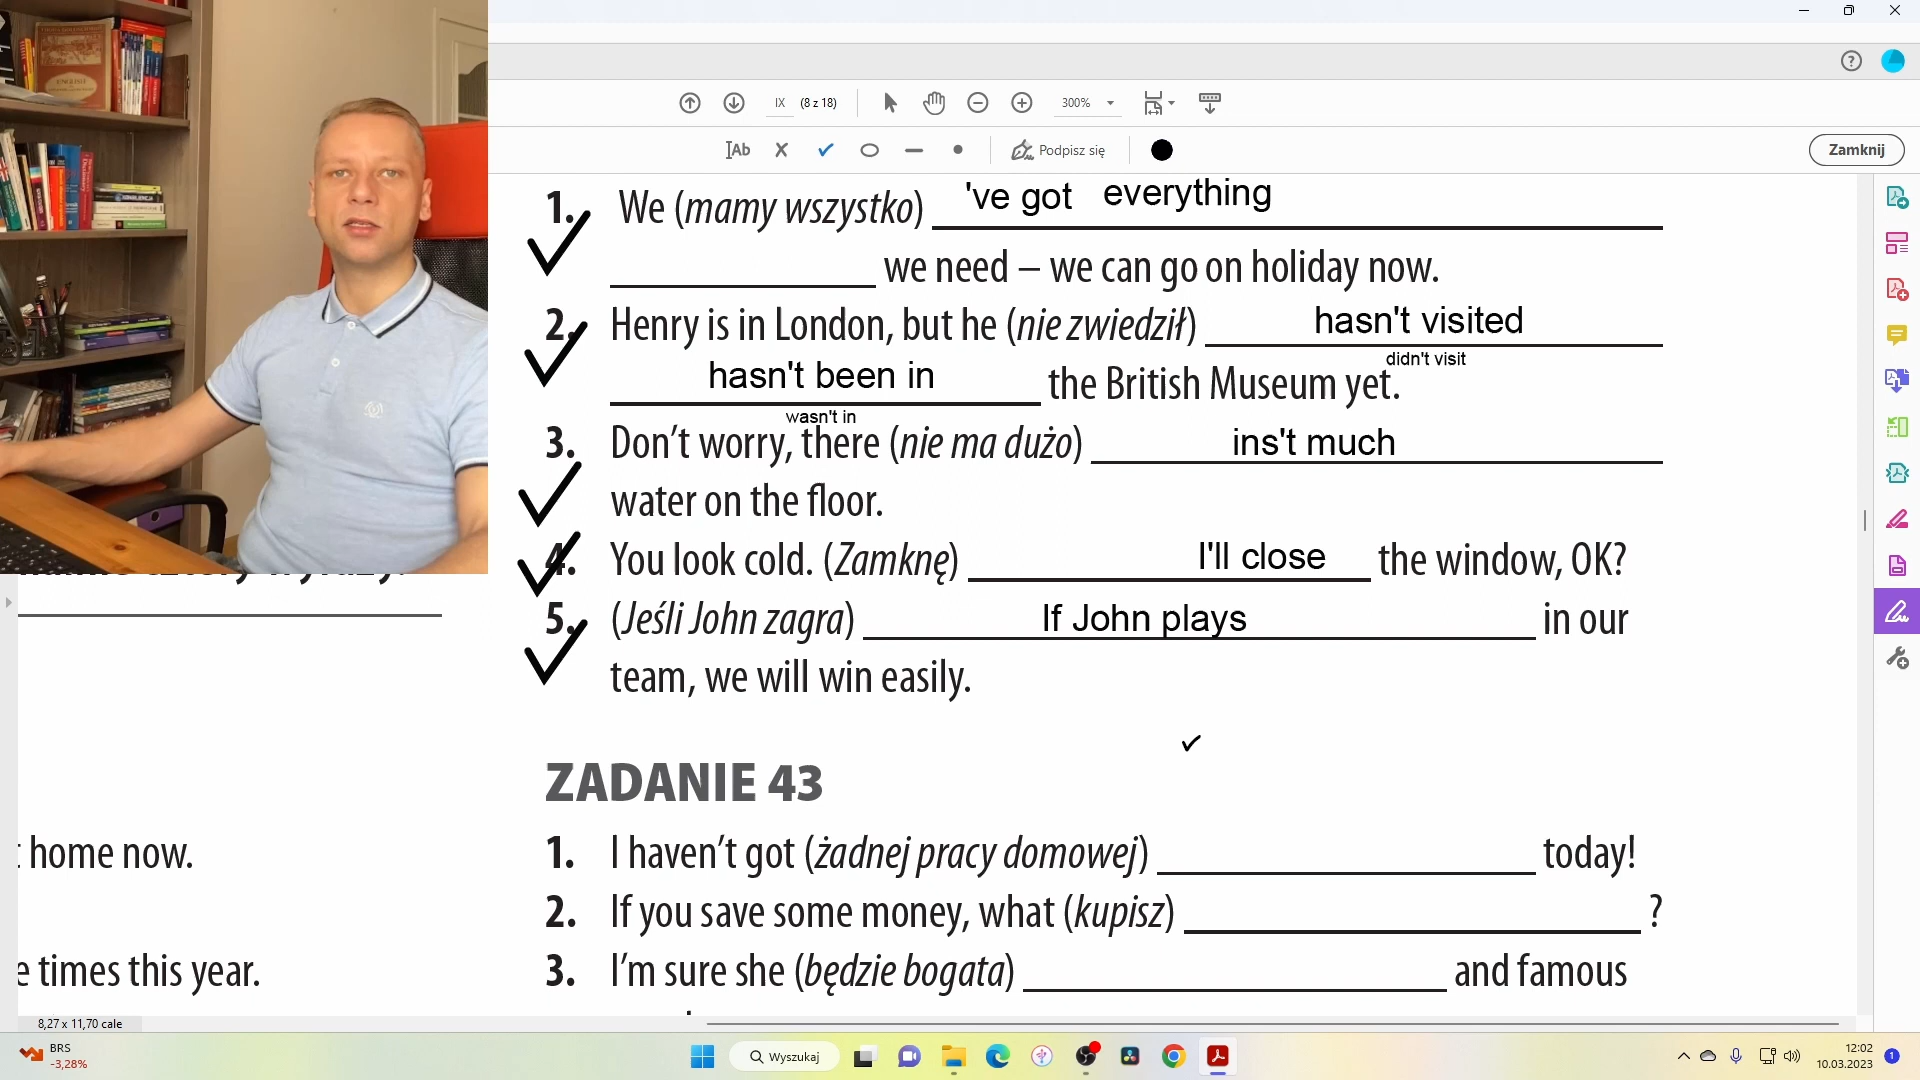 IX (8 z 18) 300%
Ab Podpisz się Zamknij
1. We (mamy wszystko) 've got everything
we need – we can go on holiday now.
2. Henry is in London, but he (nie zwiedził) hasn't visited
didn't visit
hasn't been in the British Museum yet.
wasn't in
3. Don't worry, there (nie ma dużo) ins't much
water on the floor.
4. You look cold. (Zamknę) I'll close the window, OK?
5. (Jeśli John zagra) If John plays in our
team, we will win easily.
ZADANIE 43
1. I haven't got (żadnej pracy domowej) today!
home now.
2. If you save some money, what (kupisz) ?
3. I'm sure she (będzie bogata) and famous
e times this year.
8,27 x 11,70 cale
BRS
-3,28%
Wyszukaj
12:02
10.03.2023
1